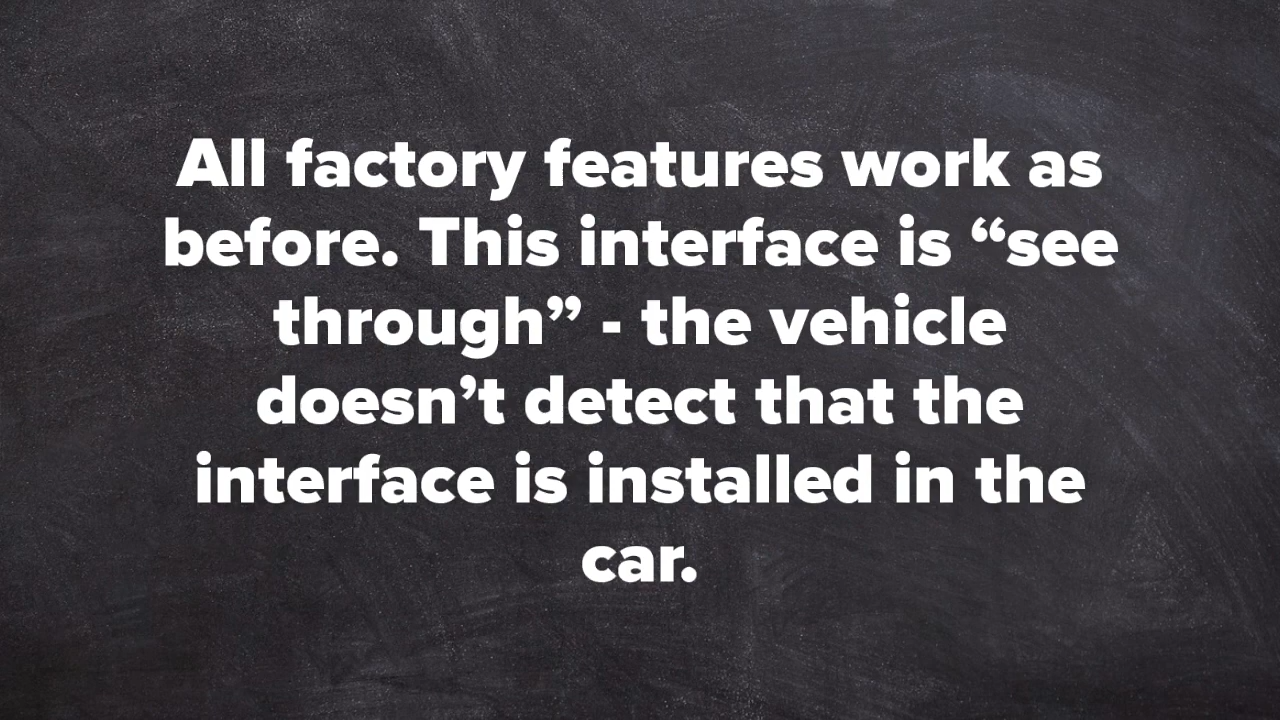 All factory features work as
before. This interface is “see
through” - the vehicle
doesn’t detect that the
interface is installed in the
car.